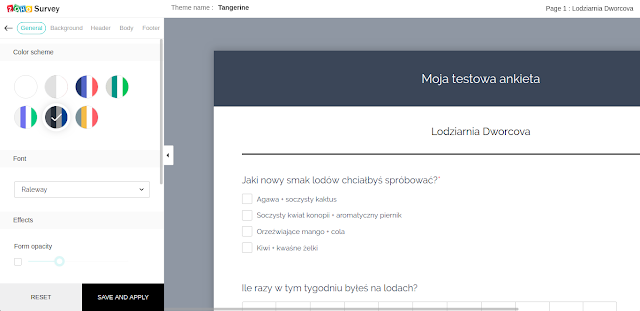 ZOHO Survey
Theme name : Tangerine
Page 1 : Lodziarnia Dworcova
General Background Header Body Footer
Color scheme
Moja testowa ankieta
Lodziarnia Dworcova
Font
Raleway
Jaki nowy smak lodów chciałbyś spróbować?*
Agawa + soczysty kaktus
Soczysty kwiat konopii + aromatyczny piernik
Orzeźwiające mango + cola
Kiwi + kwaśne żelki
Effects
Form opacity
Ile razy w tym tygodniu byłeś na lodach?
RESET
SAVE AND APPLY